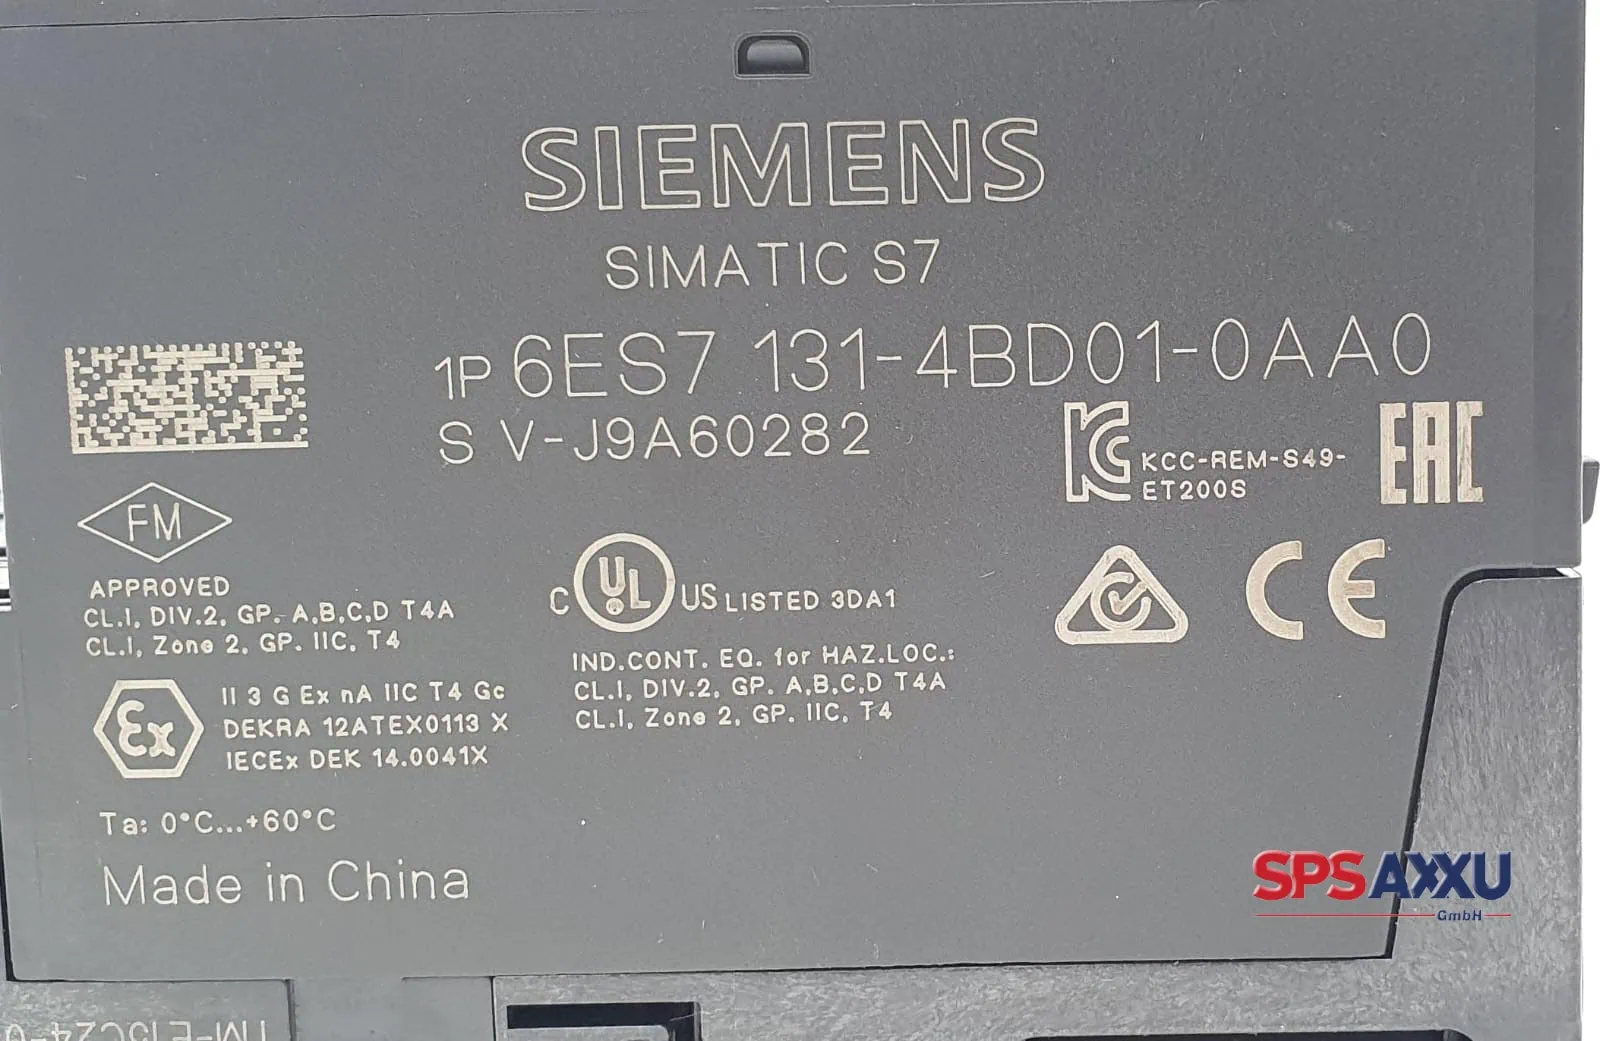 SIEMENS
SIMATIC S7
1P 6ES7 131-4BD01-0AA0
S V-J9A60282
KCC-REM-S49-
ET200S
EAC
FM
APPROVED
CL.I, DIV.2, GP. A,B,C,D T4A
CL.I, Zone 2, GP. IIC, T4
C UL US LISTED 3DA1
IND.CONT. EQ. for HAZ.LOC.:
CL.I, DIV.2, GP. A,B,C,D T4A
CL.I, Zone 2, GP. IIC, T4
CE
Ex
II 3 G Ex nA IIC T4 Gc
DEKRA 12ATEX0113 X
IECEx DEK 14.0041X
Ta: 0°C...+60°C
Made in China
SPSAXXU
GmbH